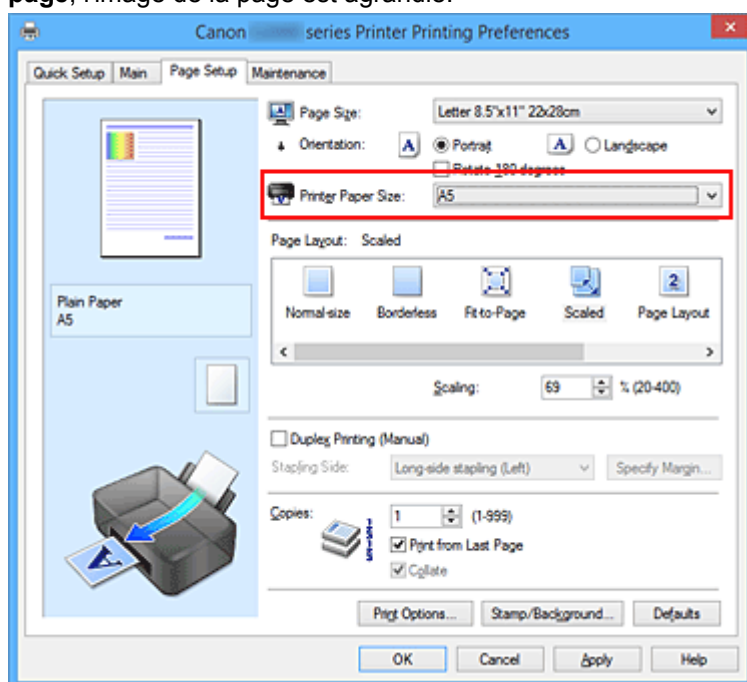 page, l'image de la page est agrandie.
Canon series Printer Printing Preferences
Quick Setup Main Page Setup Maintenance
Page Size: Letter 8.5"x11" 22x28cm
Orientation: A Portrait A Landscape
Rotate 180 degrees
Printer Paper Size: A5
Page Layout: Scaled
Plain Paper
A5
2
Normal-size Borderless Fit-to-Page Scaled Page Layout
Scaling: 69 % (20-400)
Duplex Printing (Manual)
Stapling Side: Long-side stapling (Left) Specify Margin...
Copies: 1 (1-999)
Print from Last Page
Collate
A
Print Options... Stamp/Background... Defaults
OK Cancel Apply Help